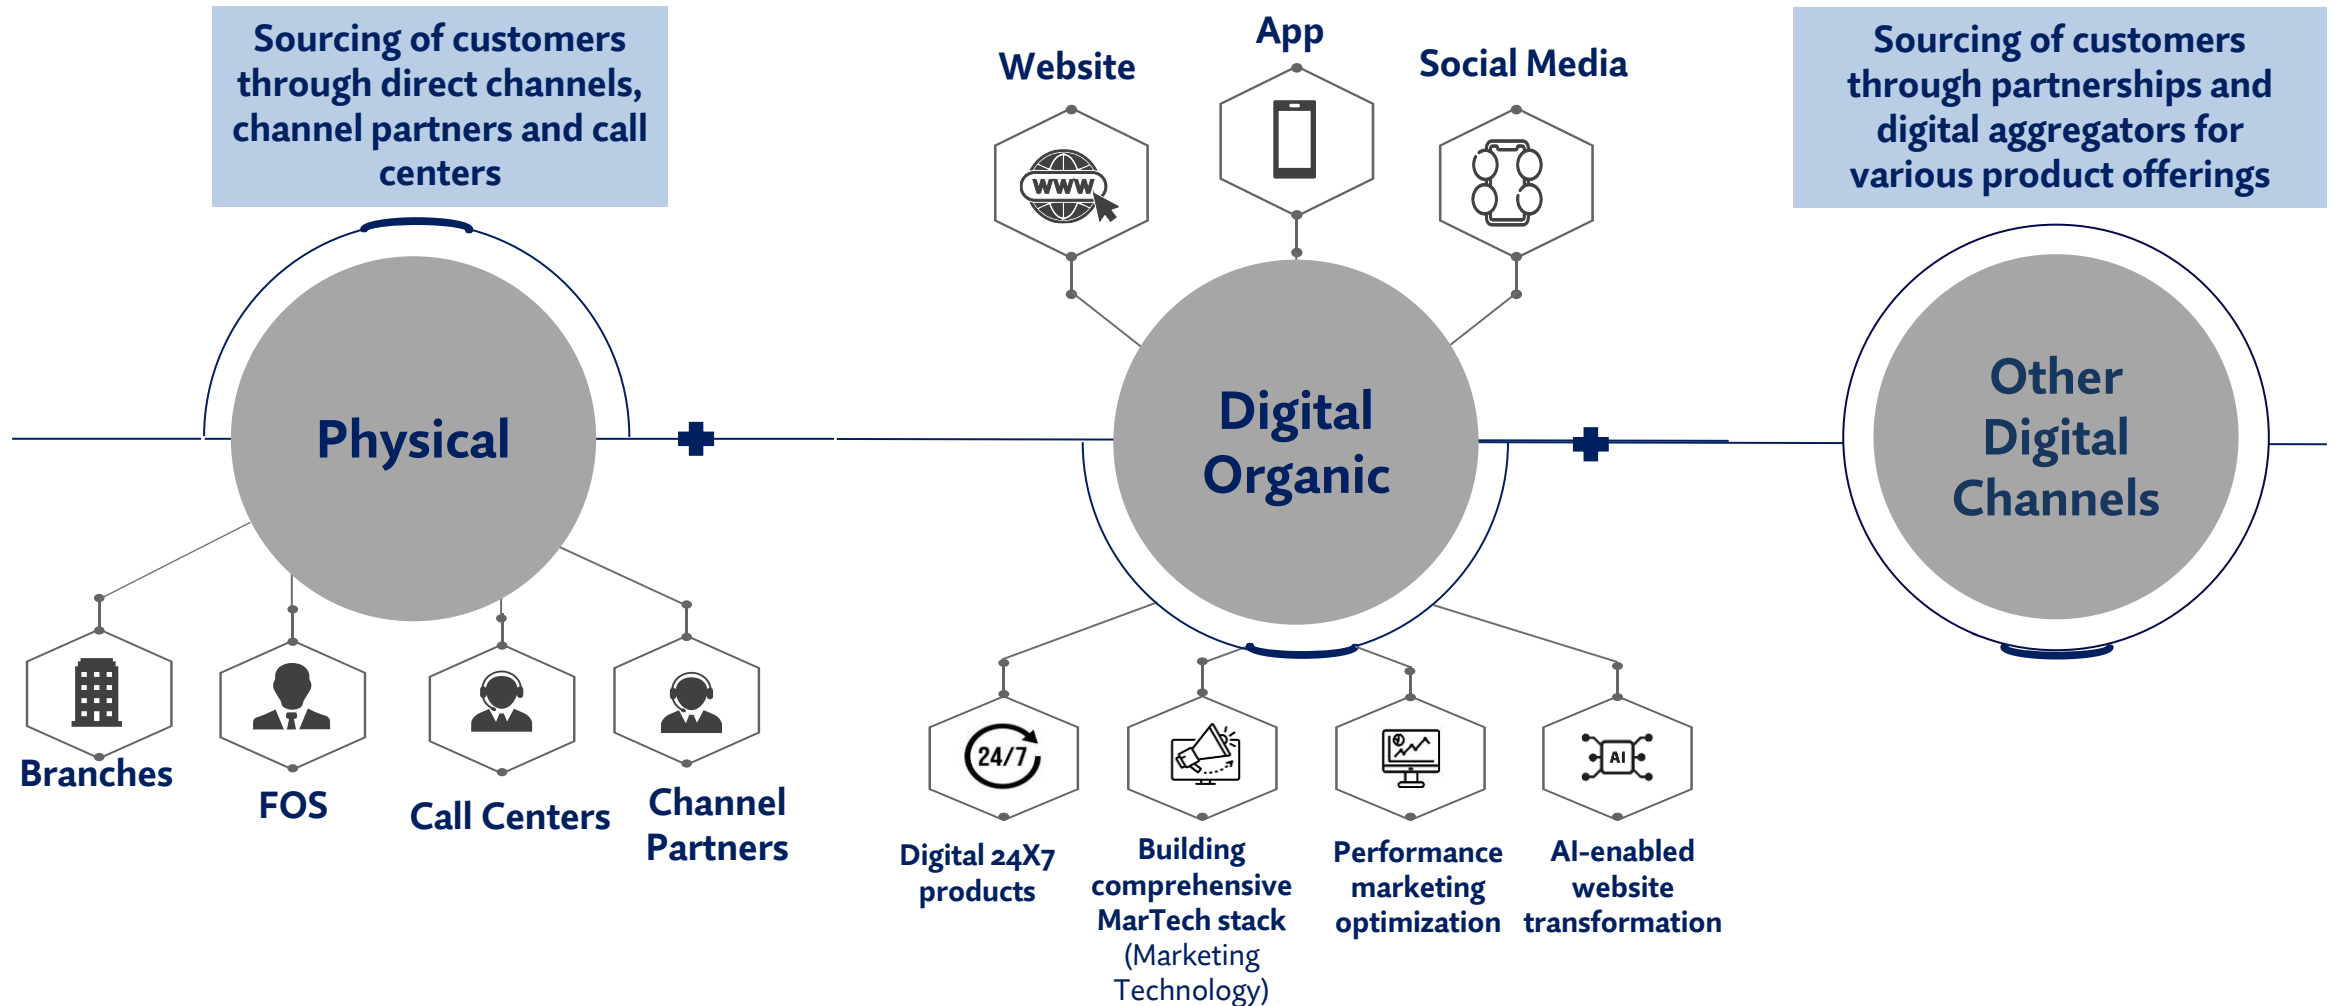 Sourcing of customers
through direct channels,
channel partners and call
centers
Physical
Branches
FOS
Call Centers
Channel
Partners
Website
App
Social Media
WWW
Digital
Organic
24/7
AI
Digital 24X7
products
Building
comprehensive
MarTech stack
(Marketing
Technology)
Performance
marketing
optimization
AI-enabled
website
transformation
Sourcing of customers
through partnerships and
digital aggregators for
various product offerings
Other
Digital
Channels